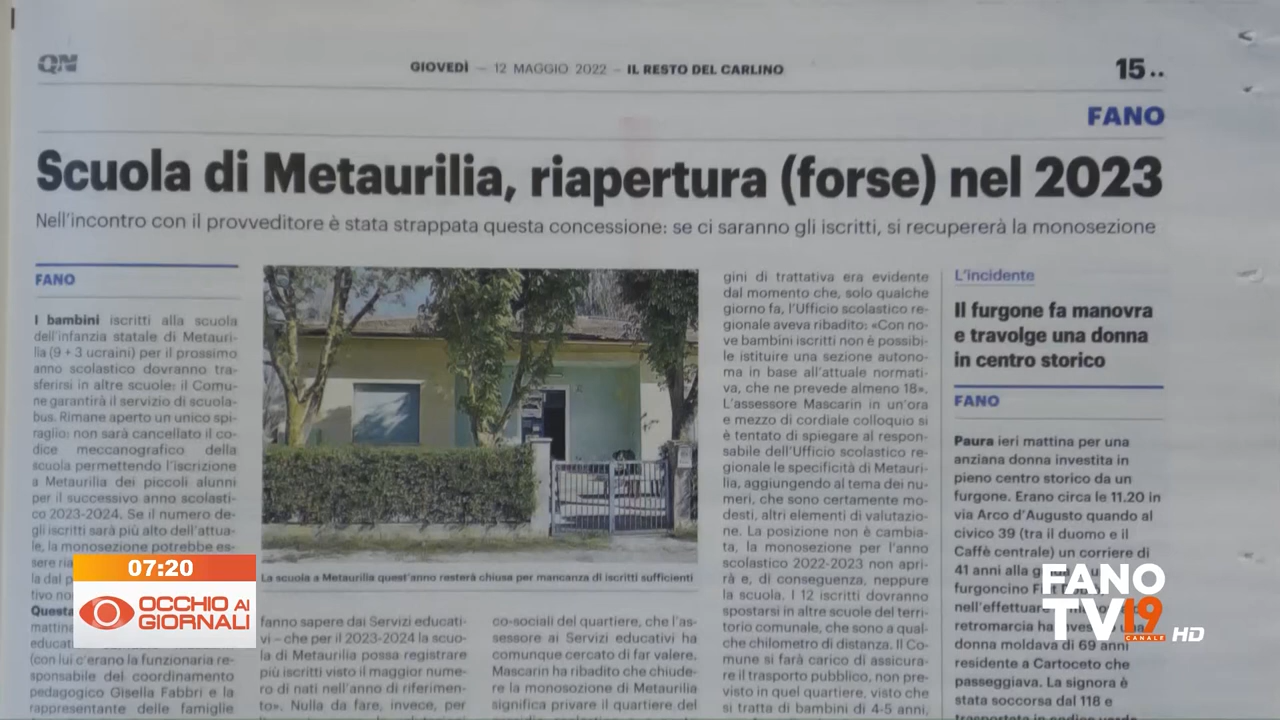 QN
GIOVEDÌ – 12 MAGGIO 2022 – IL RESTO DEL CARLINO
15..
FANO
Scuola di Metaurilia, riapertura (forse) nel 2023
Nell'incontro con il provveditore è stata strappata questa concessione: se ci saranno gli iscritti, si recupererà la monosezione
FANO
I bambini iscritti alla scuola
dell'infanzia statale di Metauri-
lia (9 + 3 ucraini) per il prossimo
anno scolastico dovranno tra-
sferirsi in altre scuole: il Comu-
ne garantirà il servizio di scuola-
bus. Rimane aperto un unico spi-
raglio: non sarà cancellato il co-
dice meccanografico della
scuola permettendo l'iscrizione
a Metaurilia dei piccoli alunni
per il successivo anno scolasti-
co 2023-2024. Se il numero de-
gli iscritti sarà più alto dell'attua-
le, la monosezione potrebbe es-
sere
la dal
tivo
Questa
mattina
educat
(con lui c'erano la funzionaria re-
sponsabile del coordinamento
pedagogico Gisella Fabbri e la
rappresentante delle famiglie
La scuola a Metaurilia quest'anno resterà chiusa per mancanza di iscritti sufficienti
fanno sapere dai Servizi educati-
vi – che per il 2023-2024 la scuo-
la di Metaurilia possa registrare
più iscritti visto il maggior nume-
ro di nati nell'anno di riferimen-
to». Nulla da fare, invece, per
co-sociali del quartiere, che l'as-
sessore ai Servizi educativi ha
comunque cercato di far valere.
Mascarin ha ribadito che chiude-
re la monosezione di Metaurilia
significa privare il quartiere del
gini di trattativa era evidente
dal momento che, solo qualche
giorno fa, l'Ufficio scolastico re-
gionale aveva ribadito: «Con no-
ve bambini iscritti non è possibi-
le istituire una sezione autono-
ma in base all'attuale normati-
va, che ne prevede almeno 18».
L'assessore Mascarin in un'ora
e mezzo di cordiale colloquio si
è tentato di spiegare al respon-
sabile dell'Ufficio scolastico re-
gionale le specificità di Metauri-
lia, aggiungendo al tema dei nu-
meri, che sono certamente mo-
desti, altri elementi di valutazio-
ne. La posizione non è cambia-
ta, la monosezione per l'anno
scolastico 2022-2023 non apri-
rà e, di conseguenza, neppure
la scuola. I 12 iscritti dovranno
spostarsi in altre scuole del terri-
torio comunale, che sono a qual-
che chilometro di distanza. Il Co-
mune si farà carico di assicura-
re il trasporto pubblico, non pre-
visto in quel quartiere, visto che
si tratta di bambini di 4-5 anni,
L'incidente
Il furgone fa manovra
e travolge una donna
in centro storico
FANO
Paura ieri mattina per una
anziana donna investita in
pieno centro storico da un
furgone. Erano circa le 11.20 in
via Arco d'Augusto quando al
civico 39 (tra il duomo e il
Caffè centrale) un corriere di
41 anni alla
furgoncino
nell'effettuare
retromarcia
donna moldava di 69 anni
residente a Cartoceto che
passeggiava. La signora è
stata soccorsa dal 118 e
07:20
OCCHIO AI
GIORNALI
FANO
TV19
CANALE
HD